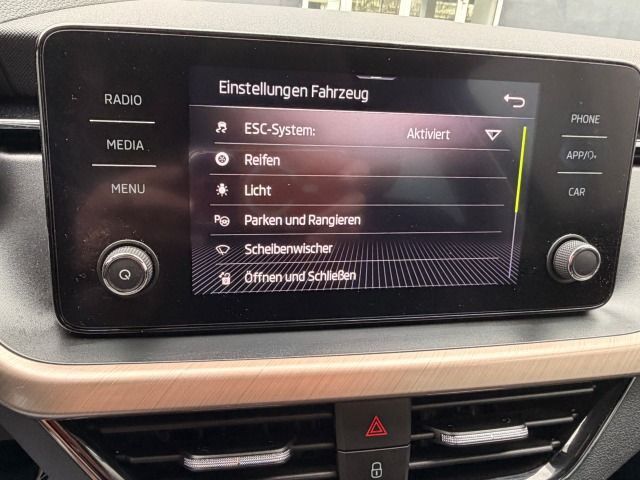 RADIO
MEDIA
MENU
Einstellungen Fahrzeug
ESC-System: Aktiviert
Reifen
Licht
P Parken und Rangieren
Scheibenwischer
Öffnen und Schließen
PHONE
APP/
CAR